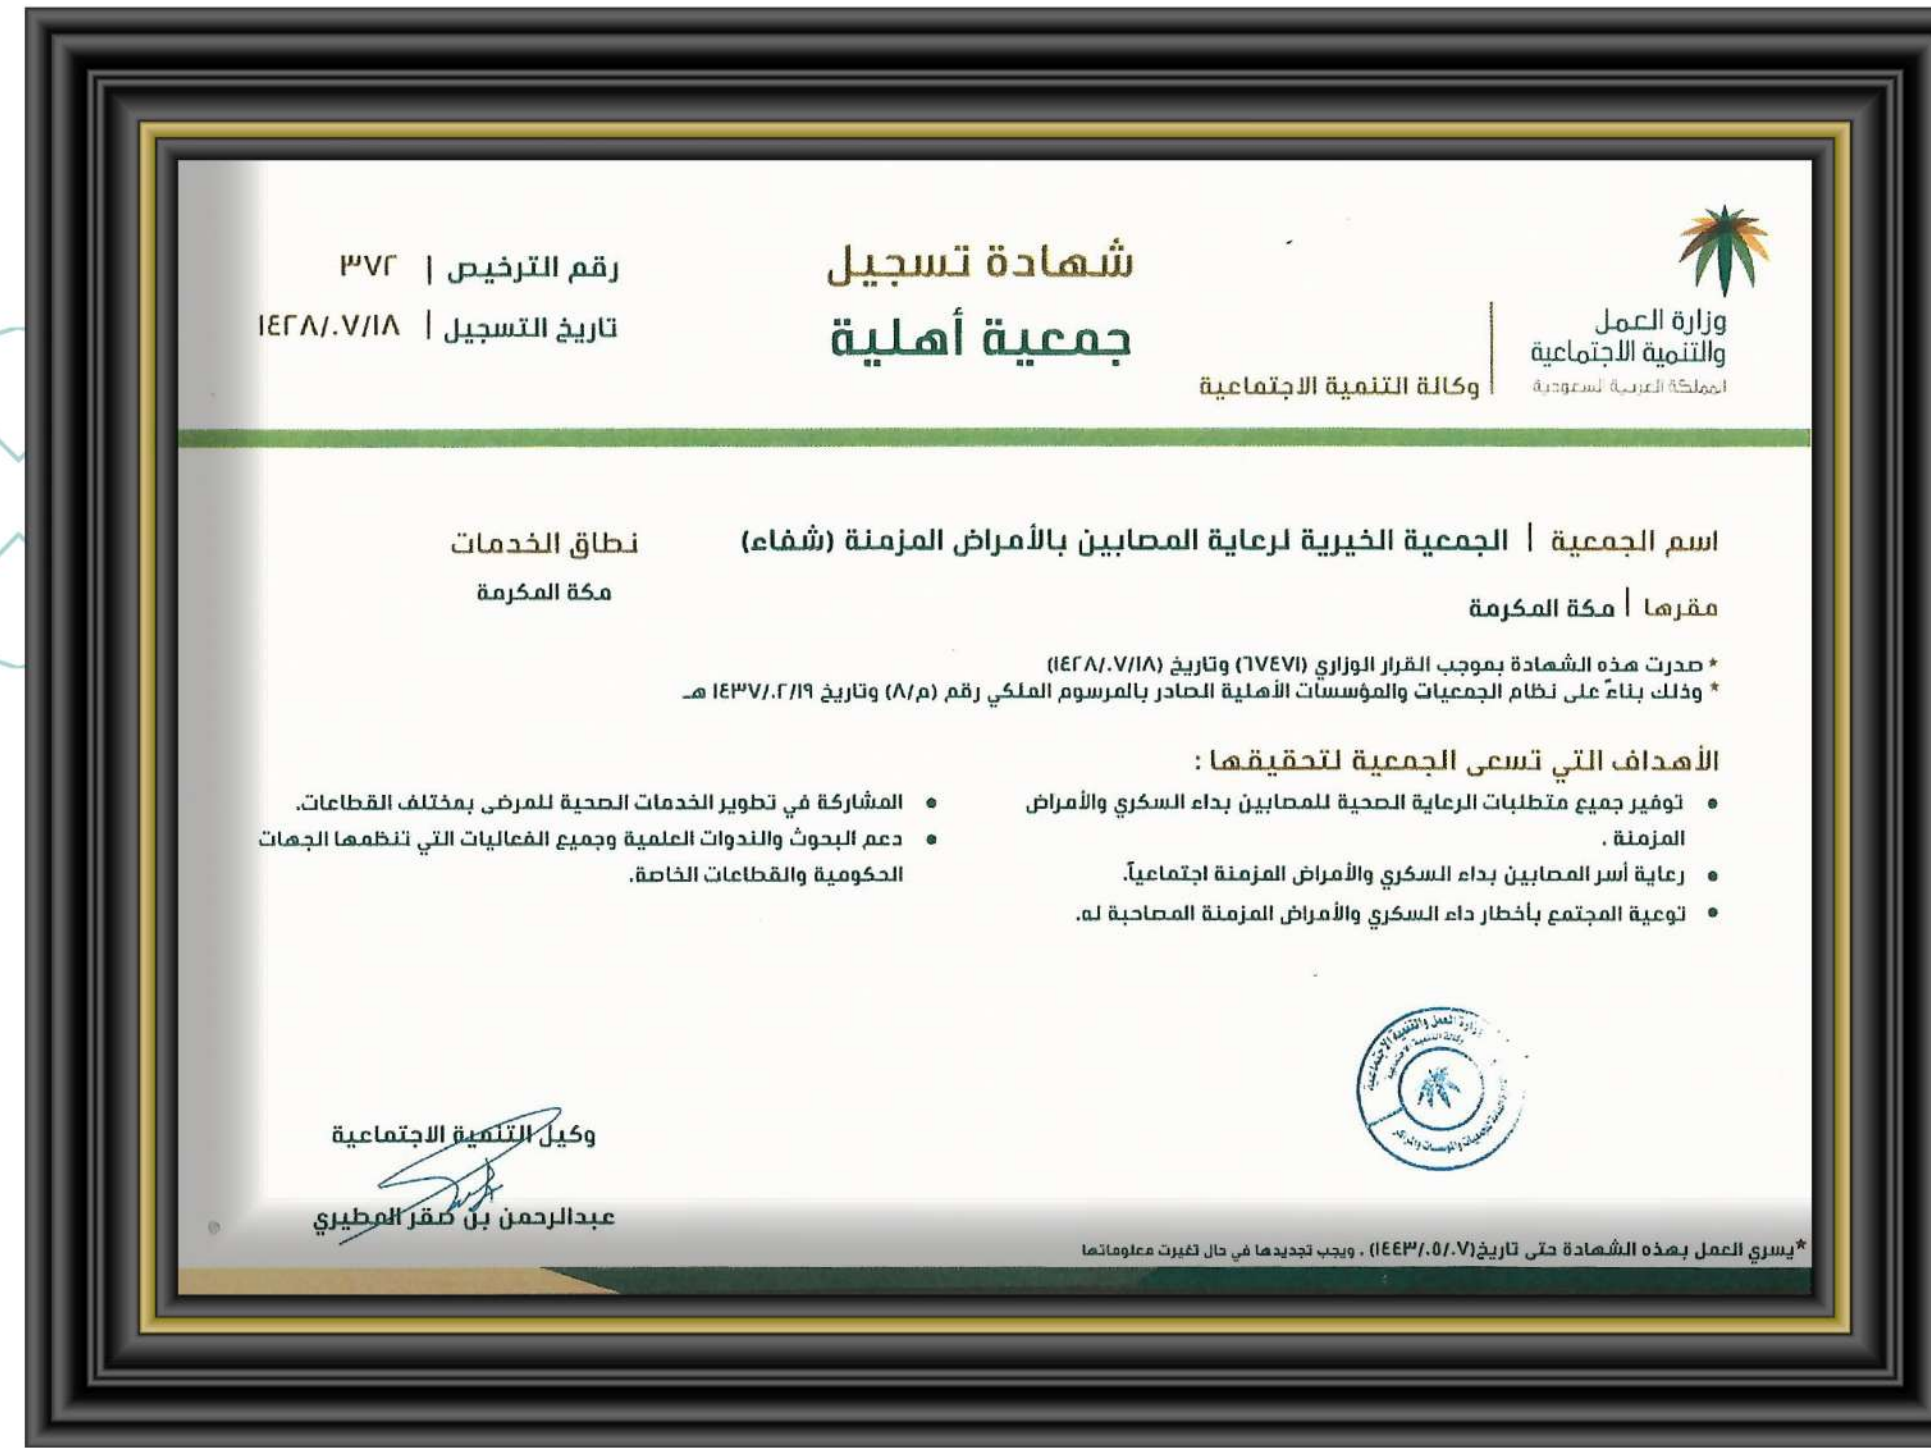 وزارة العمل
والتنمية الاجتماعية
المملكة العربية السعودية
وكالة التنمية الاجتماعية
شهادة تسجيل
جمعية أهلية
رقم الترخيص | ٣٧٢
تاريخ التسجيل | ١٤٢٨/٠٧/١٨
اسم الجمعية | الجمعية الخيرية لرعاية المصابين بالأمراض المزمنة (شفاء)
نطاق الخدمات
مكة المكرمة
مقرها | مكة المكرمة
* صدرت هذه الشهادة بموجب القرار الوزاري (٦٧٤٧١) وتاريخ (١٤٢٨/٠٧/١٨)
* وذلك بناءً على نظام الجمعيات والمؤسسات الأهلية الصادر بالمرسوم الملكي رقم (م/٨) وتاريخ ١٤٣٧/٠٢/١٩ هـ
الأهداف التي تسعى الجمعية لتحقيقها :
• توفير جميع متطلبات الرعاية الصحية للمصابين بداء السكري والأمراض
المزمنة .
• رعاية أسر المصابين بداء السكري والأمراض المزمنة اجتماعياً.
• توعية المجتمع بأخطار داء السكري والأمراض المزمنة المصاحبة له.
• المشاركة في تطوير الخدمات الصحية للمرضى بمختلف القطاعات.
• دعم البحوث والندوات العلمية وجميع الفعاليات التي تنظمها الجهات
الحكومية والقطاعات الخاصة.
وزارة العمل والتنمية الاجتماعية
وكالة التنمية الاجتماعية
وكيل التنمية الاجتماعية
عبدالرحمن بن صقر المطيري
*يسري العمل بهذه الشهادة حتى تاريخ(١٤٤٣/٠٥/٠٧) ، ويجب تجديدها في حال تغيرت معلوماتها